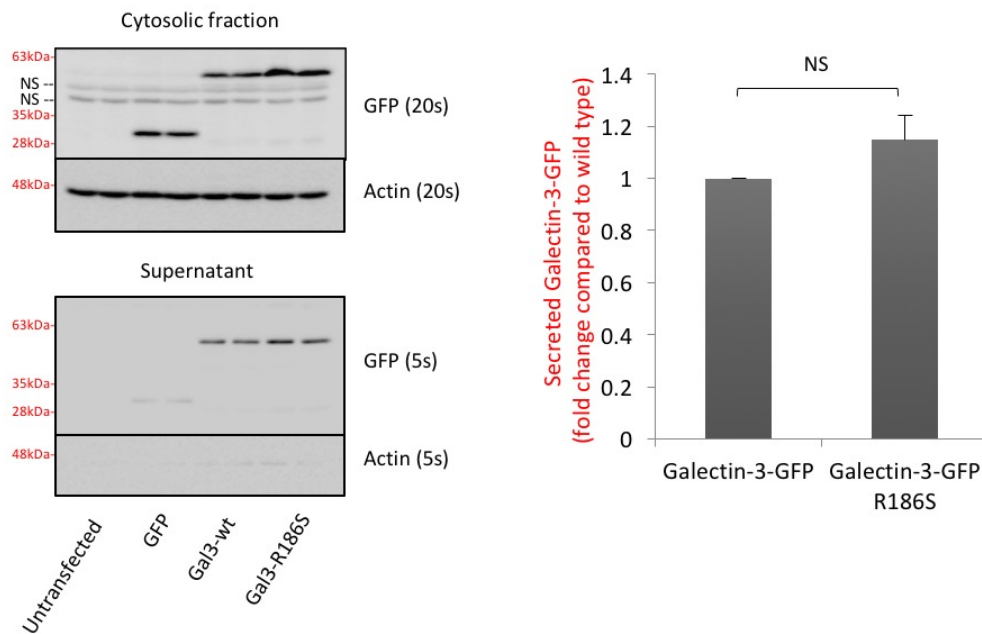 Cytosolic fraction
63kDa-
NS --
NS --
35kDa-
28kDa-
GFP (20s)
48kDa-
Actin (20s)
Supernatant
63kDa-
35kDa-
28kDa-
GFP (5s)
48kDa-
Actin (5s)
Untransfected
GFP
Gal3-wt
Gal3-R186S
NS
Secreted Galectin-3-GFP
(fold change compared to wild type)
1.4
1.2
1
0.8
0.6
0.4
0.2
0
Galectin-3-GFP
Galectin-3-GFP
R186S